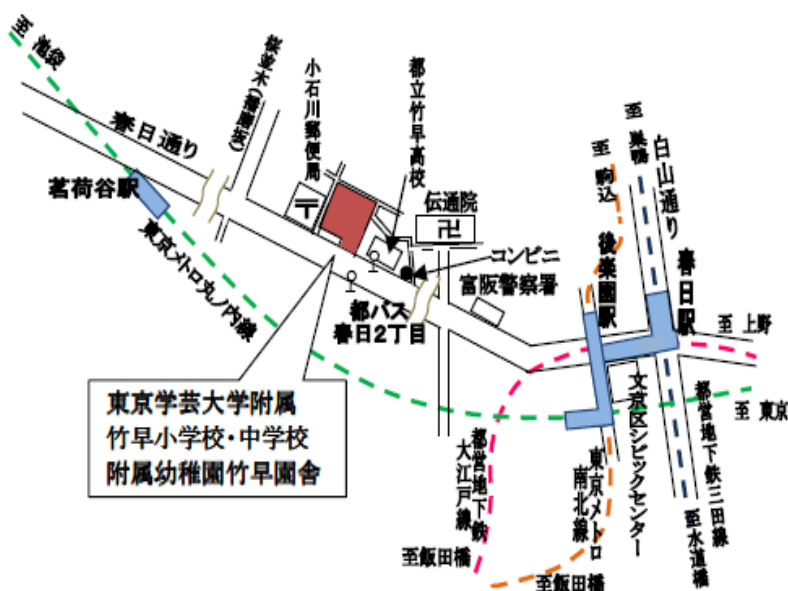 至 池袋
春日通り
茗荷谷駅
桜並木(播磨坂)
小石川郵便局
〒
都立竹早高校
伝通院
卍
コンビニ
富阪警察署
都バス
春日2丁目
東京メトロ丸ノ内線
東京学芸大学附属
竹早小学校・中学校
附属幼稚園竹早園舎
至 駒込
至 巣鴨
白山通り
後楽園駅
春日駅
至 上野
至 東京
文京区シビックセンター
都営地下鉄三田線
至水道橋
東京メトロ
南北線
都営地下鉄
大江戸線
至飯田橋
至飯田橋